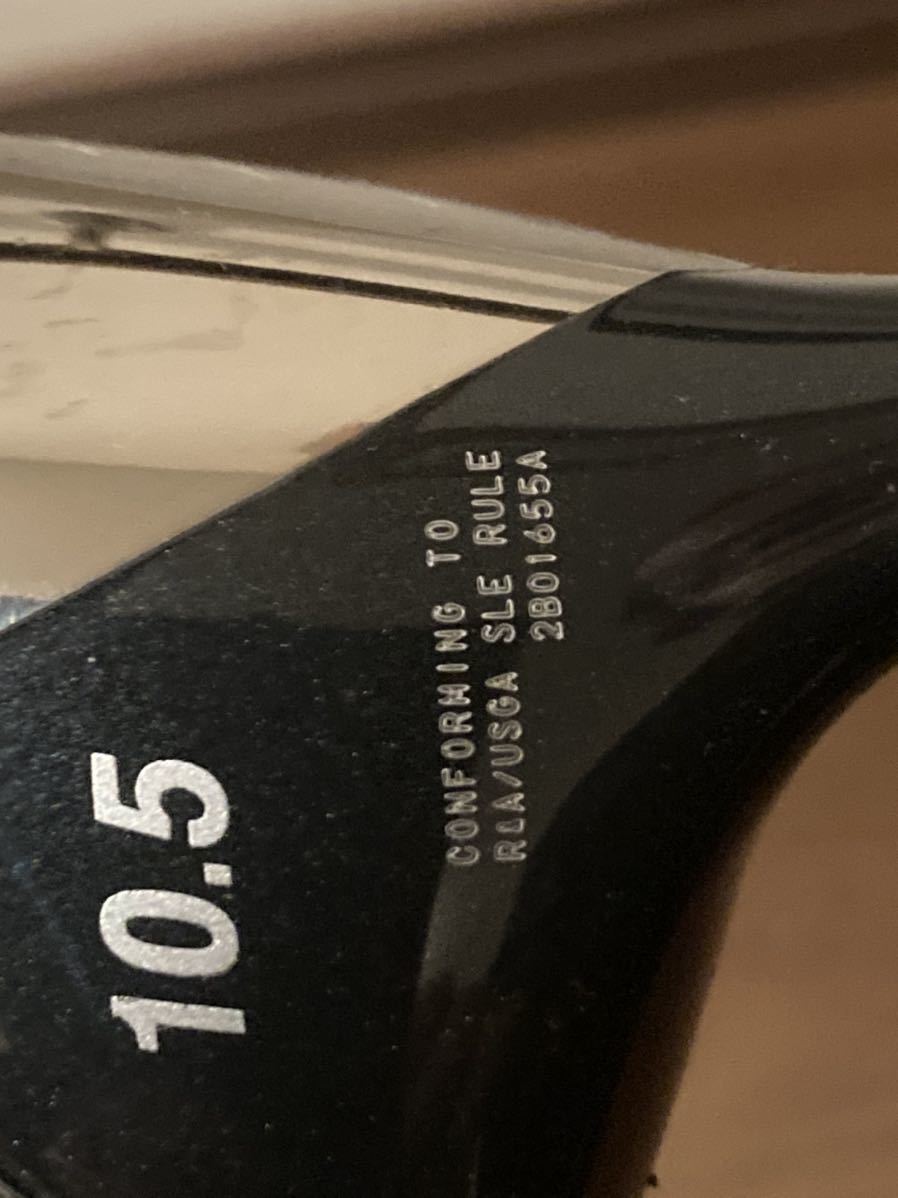 10.5
CONFORMING TO
R&A/USGA SLE RULE
2B01655A